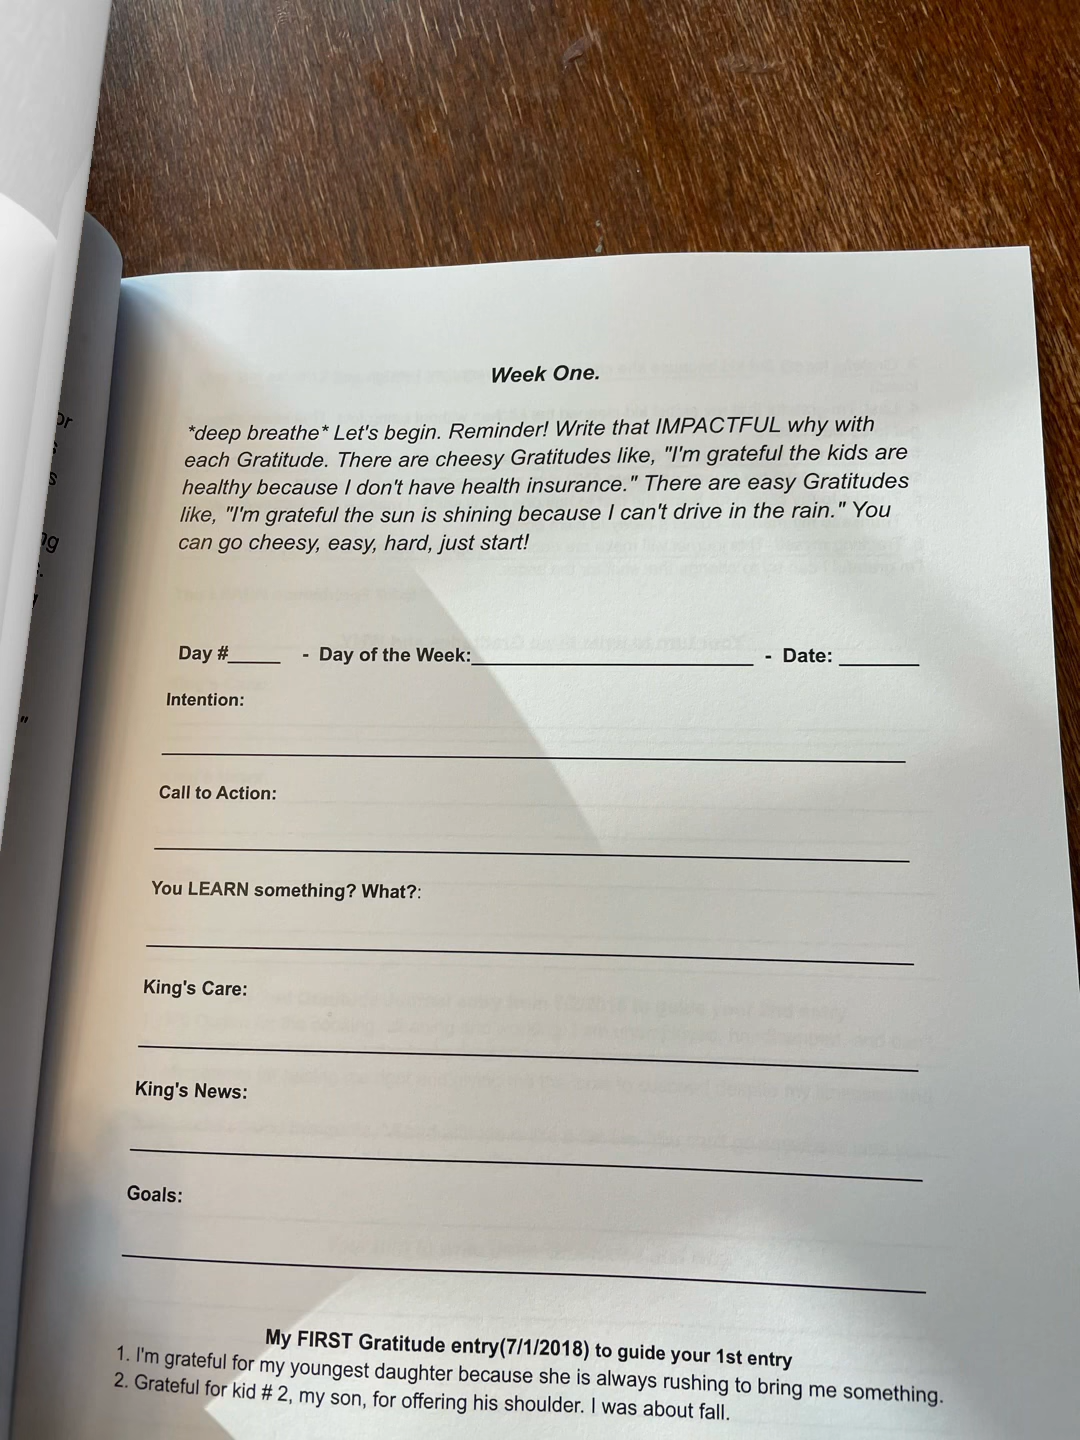 Week One.
*deep breathe* Let's begin. Reminder! Write that IMPACTFUL why with
each Gratitude. There are cheesy Gratitudes like, "I'm grateful the kids are
healthy because I don't have health insurance." There are easy Gratitudes
like, "I'm grateful the sun is shining because I can't drive in the rain." You
can go cheesy, easy, hard, just start!
Day #_____ - Day of the Week:__________________________ - Date: _______
Intention:
Call to Action:
You LEARN something? What?:
King's Care:
King's News:
Goals:
My FIRST Gratitude entry(7/1/2018) to guide your 1st entry
1. I'm grateful for my youngest daughter because she is always rushing to bring me something.
2. Grateful for kid # 2, my son, for offering his shoulder. I was about fall.